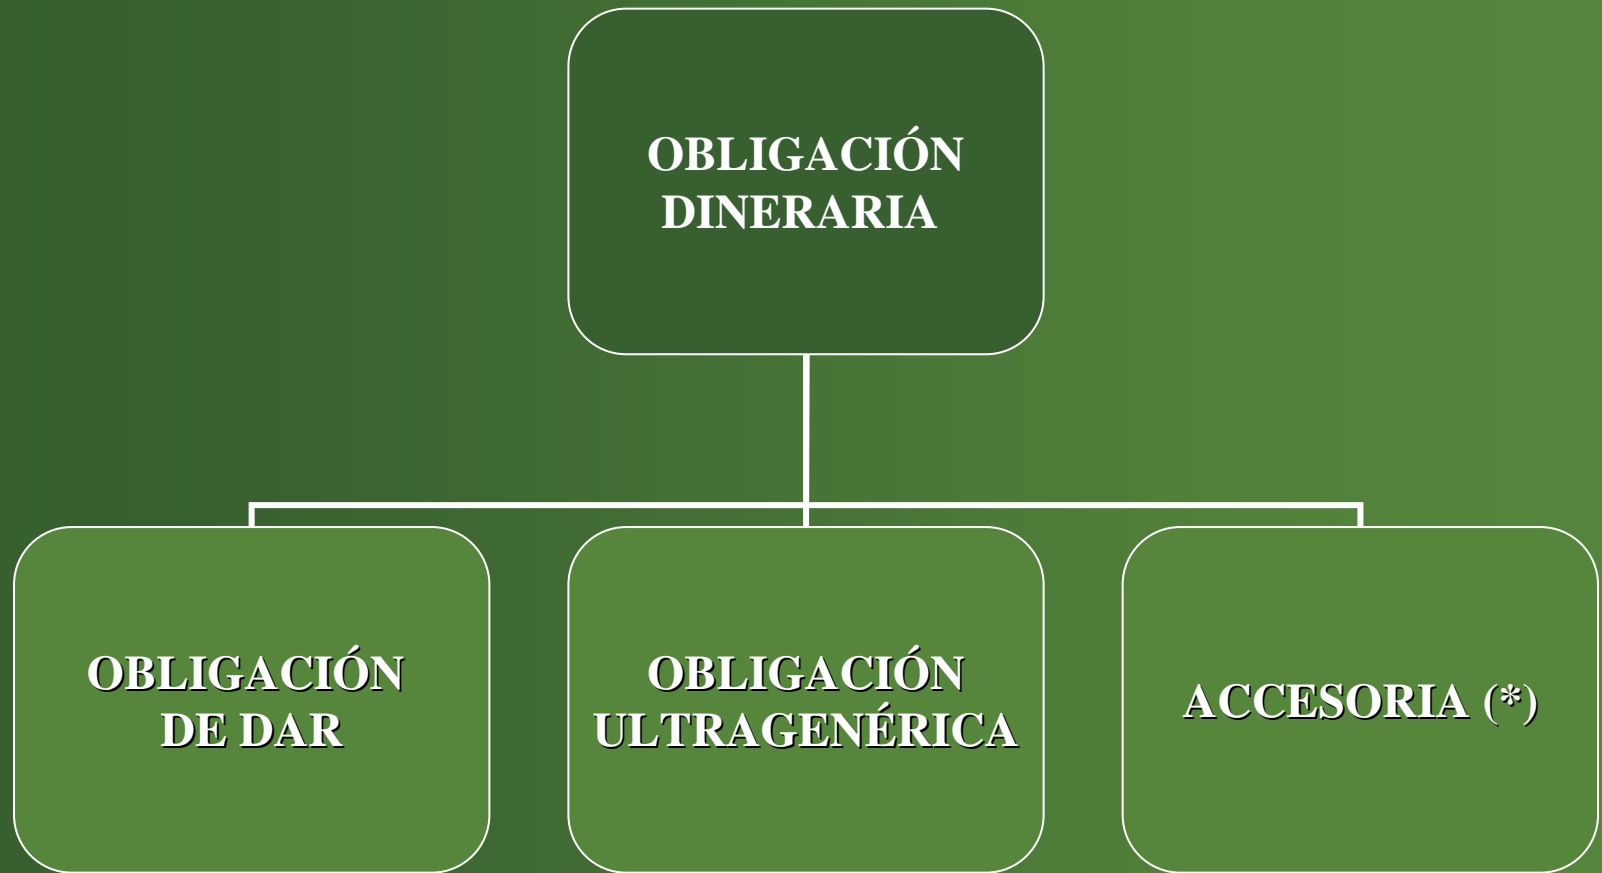 OBLIGACIÓN
DINERARIA
OBLIGACIÓN
DE DAR
OBLIGACIÓN
ULTRAGENÉRICA
ACCESORIA (*)